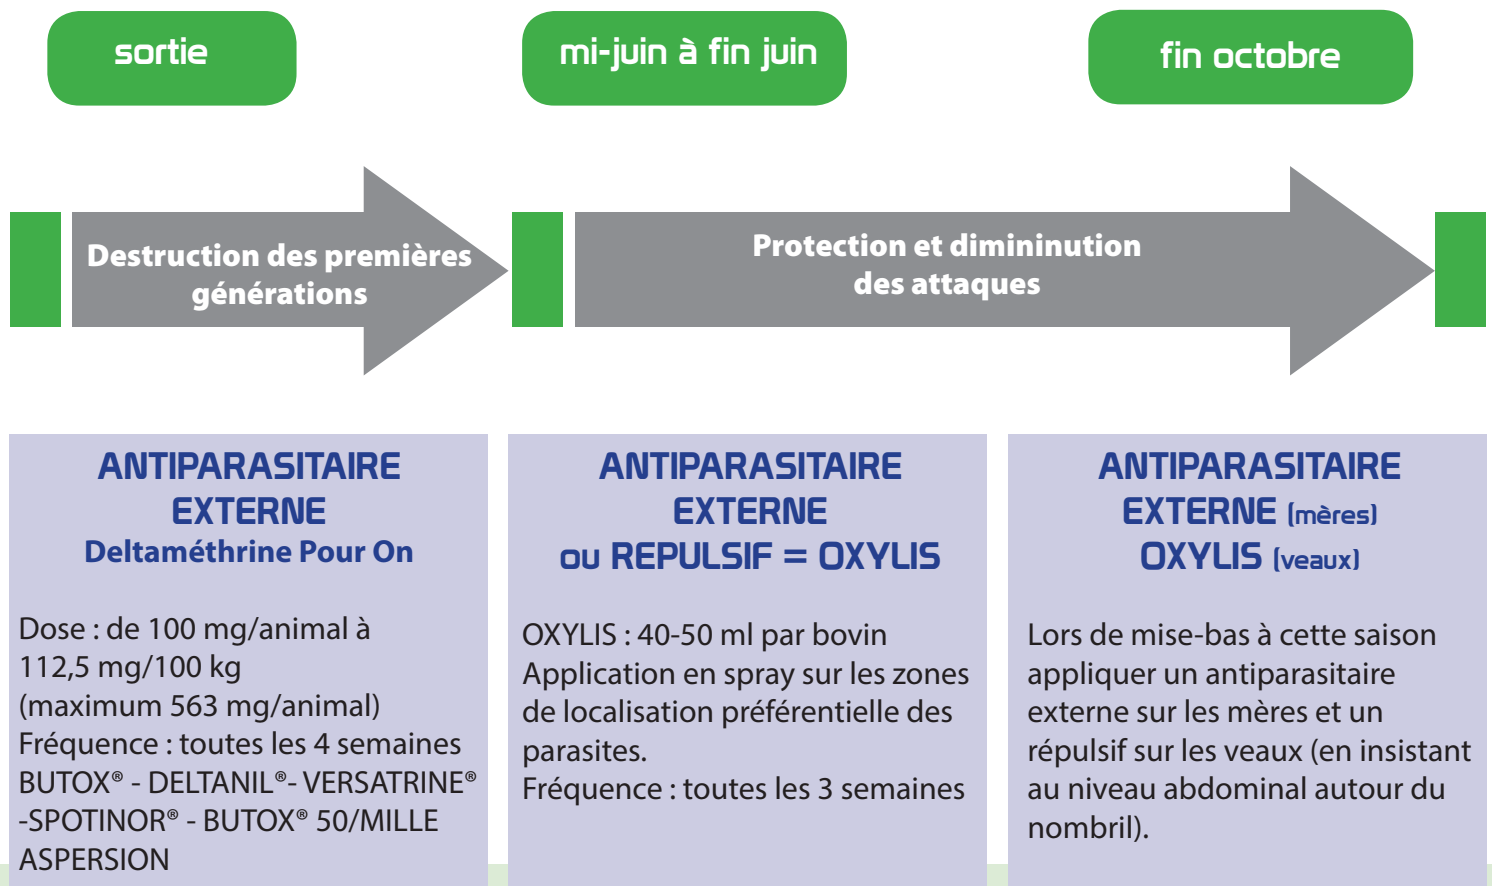 sortie
mi-juin à fin juin
fin octobre
Destruction des premières
générations
Protection et dimininution
des attaques
ANTIPARASITAIRE
EXTERNE
Deltaméthrine Pour On
Dose : de 100 mg/animal à
112,5 mg/100 kg
(maximum 563 mg/animal)
Fréquence : toutes les 4 semaines
BUTOX® - DELTANIL®- VERSATRINE®
-SPOTINOR® - BUTOX® 50/MILLE
ASPERSION
ANTIPARASITAIRE
EXTERNE
ou REPULSIF = OXYLIS
OXYLIS : 40-50 ml par bovin
Application en spray sur les zones
de localisation préférentielle des
parasites.
Fréquence : toutes les 3 semaines
ANTIPARASITAIRE
EXTERNE (mères)
OXYLIS (veaux)
Lors de mise-bas à cette saison
appliquer un antiparasitaire
externe sur les mères et un
répulsif sur les veaux (en insistant
au niveau abdominal autour du
nombril).